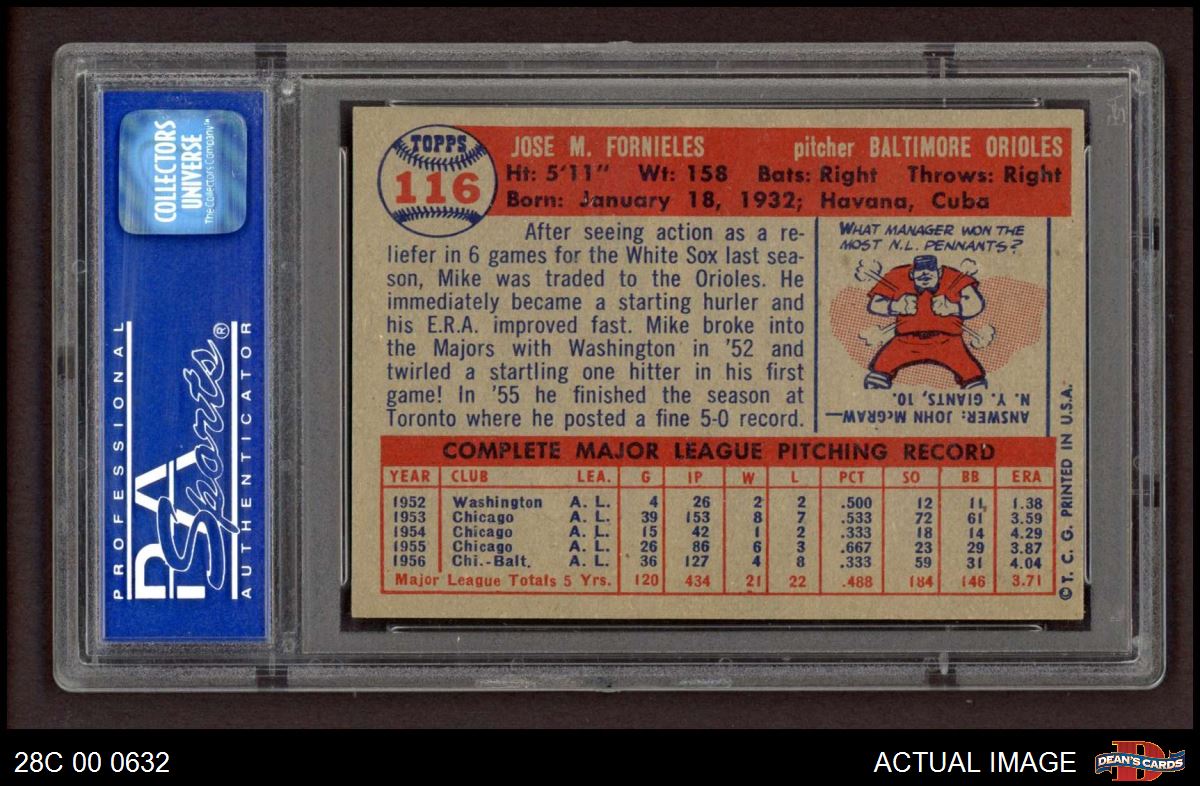 COLLECTORS
UNIVERSE
The Collectors Company™
PROFESSIONAL
PSA
Sports®
AUTHENTICATOR
TOPPS
116
JOSE M. FORNIELES pitcher BALTIMORE ORIOLES
Ht: 5'11" Wt: 158 Bats: Right Throws: Right
Born: January 18, 1932; Havana, Cuba
After seeing action as a re-
liefer in 6 games for the White Sox last sea-
son, Mike was traded to the Orioles. He
immediately became a starting hurler and
his E.R.A. improved fast. Mike broke into
the Majors with Washington in '52 and
twirled a startling one hitter in his first
game! In '55 he finished the season at
Toronto where he posted a fine 5-0 record.
WHAT MANAGER WON THE
MOST N.L. PENNANTS?
ANSWER: JOHN McGRAW—
N. Y. GIANTS, 10.
COMPLETE MAJOR LEAGUE PITCHING RECORD
YEAR CLUB LEA. G IP W L PCT SO BB ERA
1952 Washington A. L. 4 26 2 2 .500 12 11 1.38
1953 Chicago A. L. 39 153 8 7 .533 72 61 3.59
1954 Chicago A. L. 15 42 1 2 .333 18 14 4.29
1955 Chicago A. L. 26 86 6 3 .667 23 29 3.87
1956 Chi.-Balt. A. L. 36 127 4 8 .333 59 31 4.04
Major League Totals 5 Yrs. 120 434 21 22 .488 184 146 3.71
©T. C. G. PRINTED IN U.S.A.
28C 00 0632
ACTUAL IMAGE
D
DEAN'S CARDS